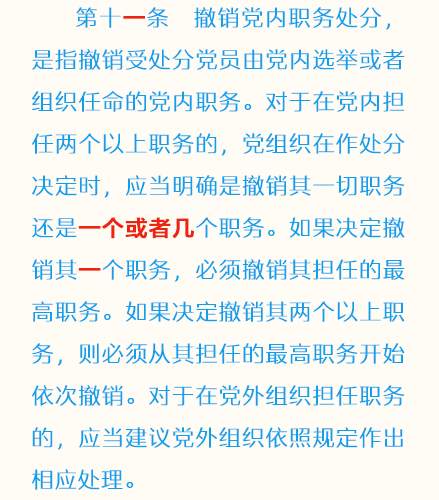 第十一条　撤销党内职务处分，
是指撤销受处分党员由党内选举或者
组织任命的党内职务。对于在党内担
任两个以上职务的，党组织在作处分
决定时，应当明确是撤销其一切职务
还是一个或者几个职务。如果决定撤
销其一个职务，必须撤销其担任的最
高职务。如果决定撤销其两个以上职
务，则必须从其担任的最高职务开始
依次撤销。对于在党外组织担任职务
的，应当建议党外组织依照规定作出
相应处理。